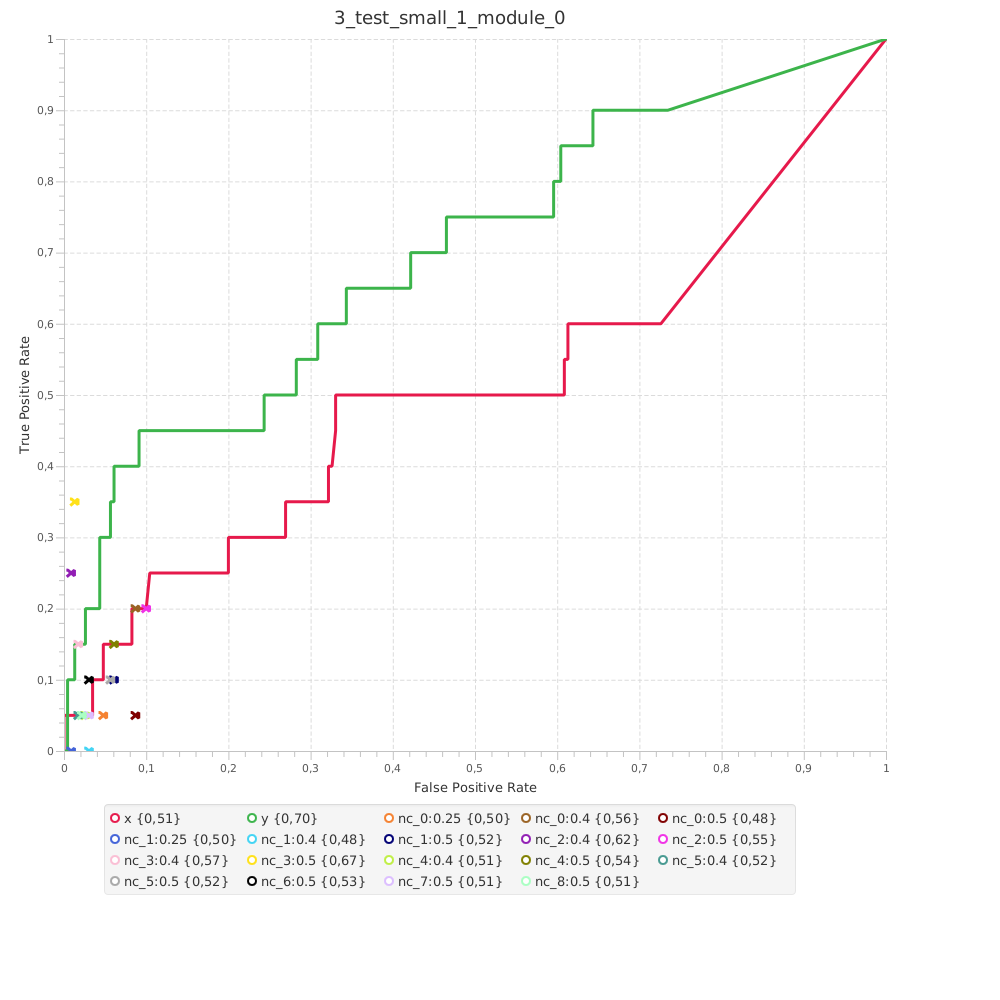 3_test_small_1_module_0
1
0,9
0,8
0,7
0,6
0,5
0,4
0,3
0,2
0,1
0
True Positive Rate
0 0,1 0,2 0,3 0,4 0,5 0,6 0,7 0,8 0,9 1
False Positive Rate
x {0,51} y {0,70} nc_0:0.25 {0,50} nc_0:0.4 {0,56} nc_0:0.5 {0,48}
nc_1:0.25 {0,50} nc_1:0.4 {0,48} nc_1:0.5 {0,52} nc_2:0.4 {0,62} nc_2:0.5 {0,55}
nc_3:0.4 {0,57} nc_3:0.5 {0,67} nc_4:0.4 {0,51} nc_4:0.5 {0,54} nc_5:0.4 {0,52}
nc_5:0.5 {0,52} nc_6:0.5 {0,53} nc_7:0.5 {0,51} nc_8:0.5 {0,51}